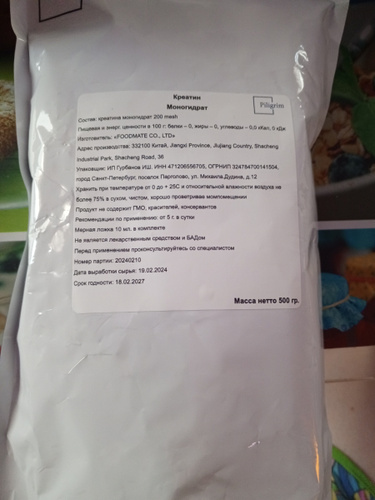 Креатин
Моногидрат
Piligrim
Состав: креатина моногидрат 200 mesh
Пищевая и энерг. ценности в 100 г: белки – 0, жиры – 0, углеводы – 0,0 кКас, 0 кДж
Изготовитель: «FOODMATE CO., LTD»
Адрес производства: 332100 Китай, Jiangxi Province, Jiujiang Country, Shacheng
Industrial Park, Shacheng Road, 36
Упаковщик: ИП Гурбанов ИШ. ИНН 471206556705, ОГРНИП 324784700141504,
город Санкт-Петербург, поселок Парголово, ул. Михаила Дудина, д.12
Хранить при температуре от 0 до + 25С и относительной влажности воздуха не
более 75% в сухом, чистом, хорошо проветриваемом помещении
Продукт не содержит ГМО, красителей, консервантов
Рекомендации по применению: от 5 г. в сутки
Мерная ложка 10 мл. в комплекте
Не является лекарственным средством и БАДом
Перед применением проконсультируйтесь со специалистом
Номер партии: 20240210
Дата выработки сырья: 19.02.2024
Срок годности: 18.02.2027
Масса нетто 500 гр.